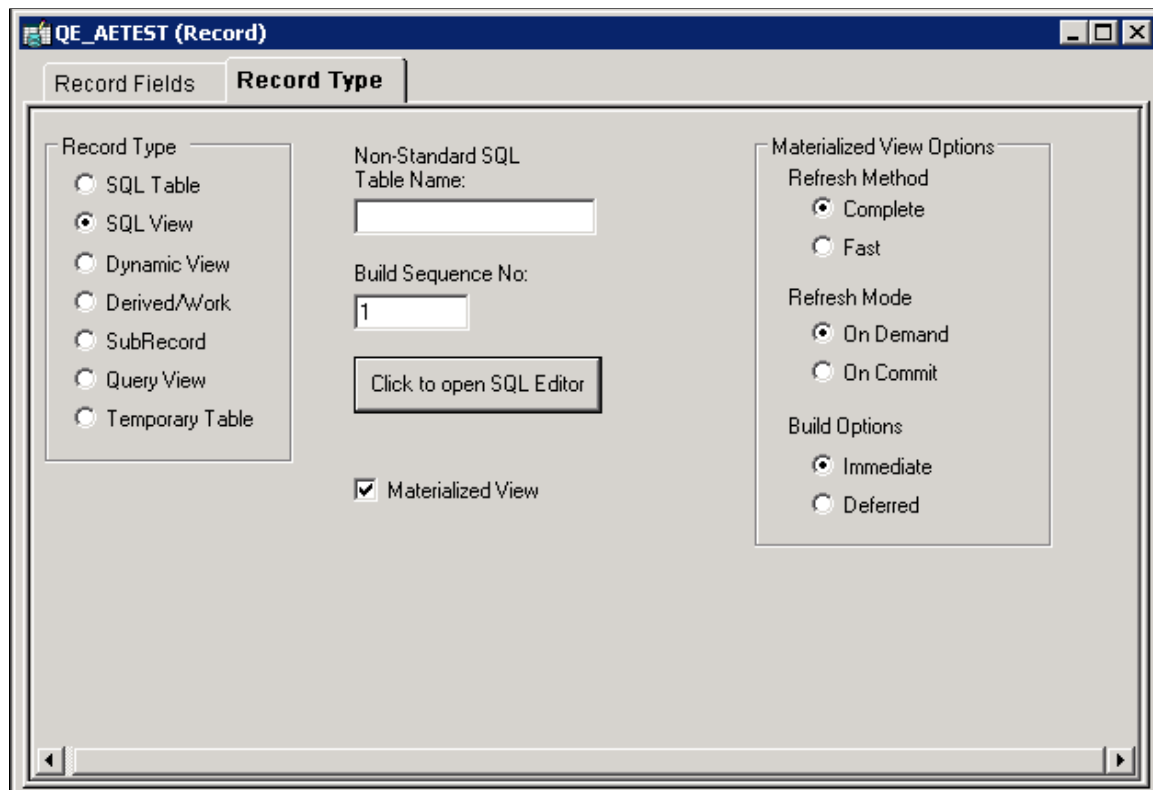 QE_AETEST (Record)
Record Fields
Record Type
Record Type
SQL Table
SQL View
Dynamic View
Derived/Work
SubRecord
Query View
Temporary Table
Non-Standard SQL
Table Name:
Build Sequence No:
1
Click to open SQL Editor
Materialized View
Materialized View Options
Refresh Method
Complete
Fast
Refresh Mode
On Demand
On Commit
Build Options
Immediate
Deferred